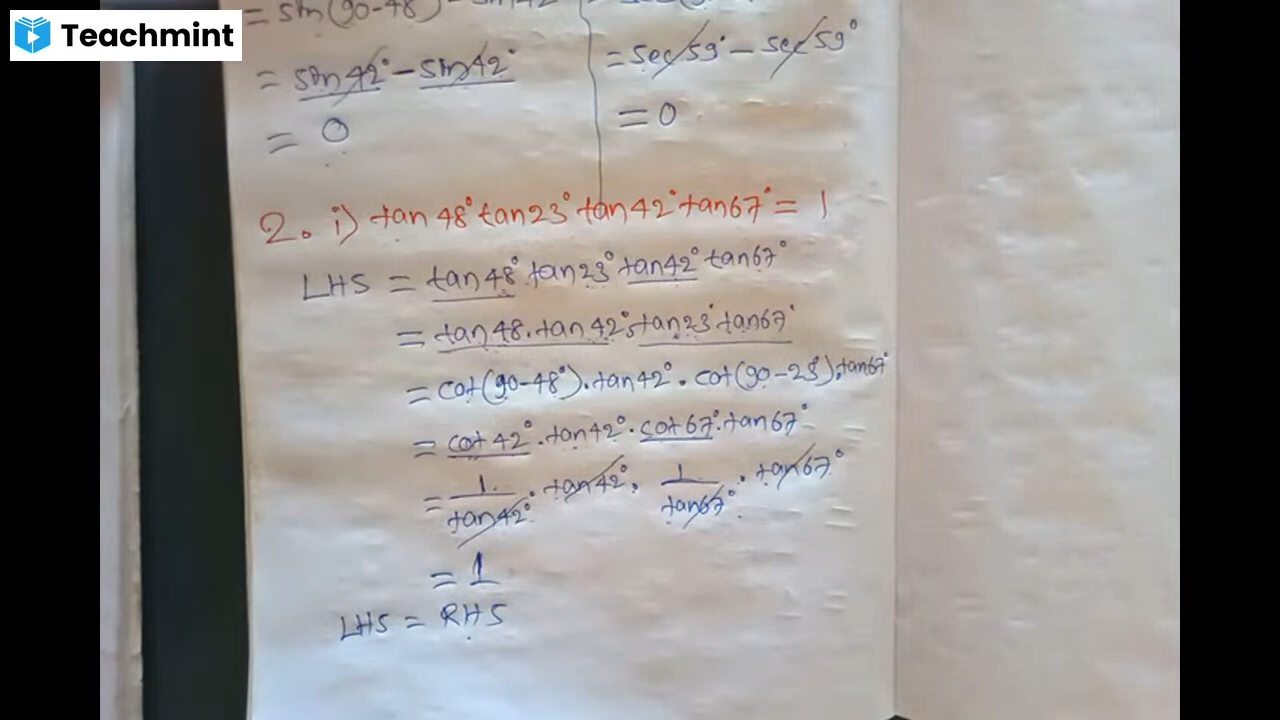 Teachmint
= sin(90-48)
= sin42° - sin42°
= 0
= sec59° - sec59°
= 0
2. i) tan48° tan23° tan42° tan67° = 1
LHS = tan48° tan23° tan42° tan67°
= tan48.tan42°.tan23° tan67°
= cot(90-48°).tan42°.cot(90-23°).tan67°
= cot42°.tan42°.cot67°.tan67°
= 1/tan42° . tan42° . 1/tan67° . tan67°
= 1
LHS = RHS